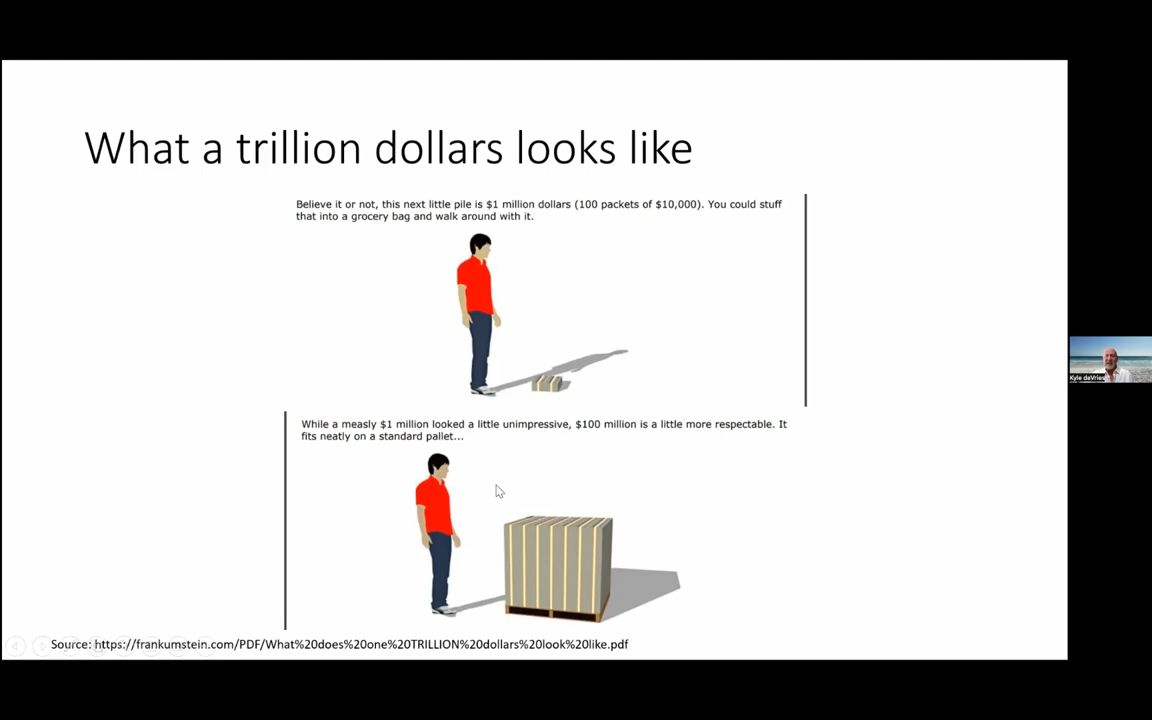 What a trillion dollars looks like
Believe it or not, this next little pile is $1 million dollars (100 packets of $10,000). You could stuff
that into a grocery bag and walk around with it.
While a measly $1 million looked a little unimpressive, $100 million is a little more respectable. It
fits neatly on a standard pallet...
Kyle deVries
Source: https://frankumstein.com/PDF/What%20does%20one%20TRILLION%20dollars%20look%20like.pdf